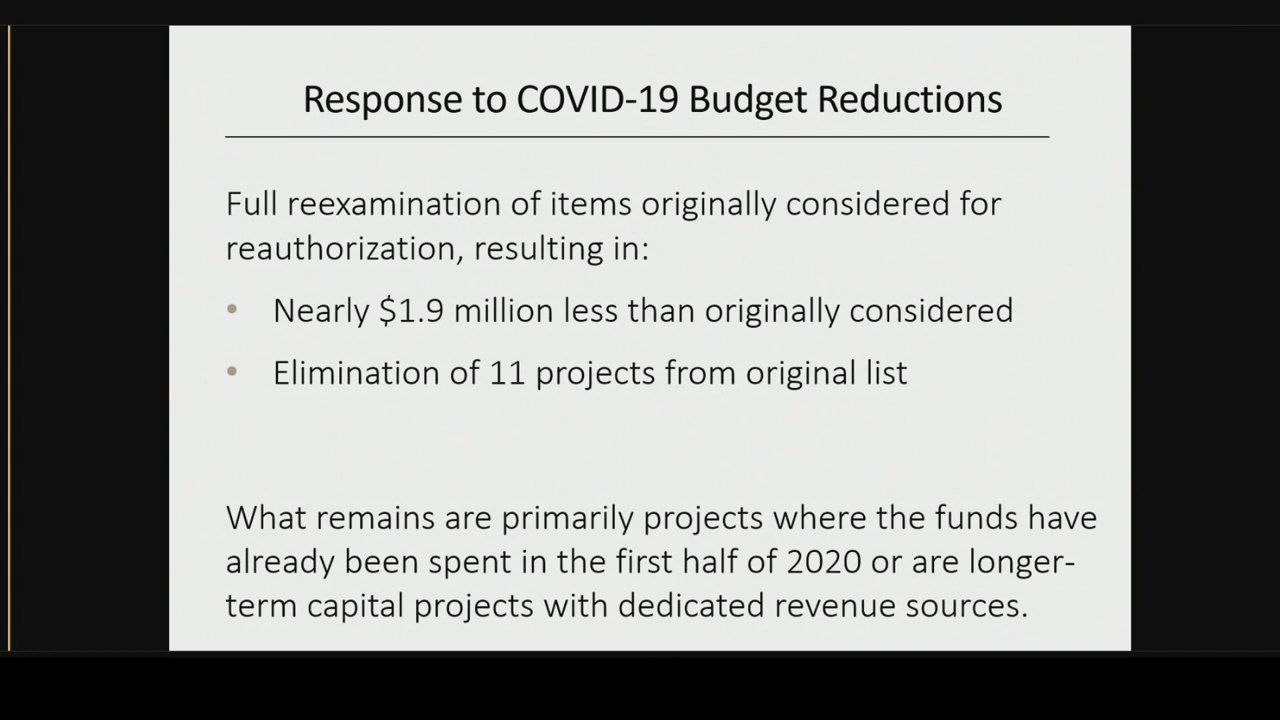 Response to COVID-19 Budget Reductions
Full reexamination of items originally considered for
reauthorization, resulting in:
• Nearly $1.9 million less than originally considered
• Elimination of 11 projects from original list
What remains are primarily projects where the funds have
already been spent in the first half of 2020 or are longer-
term capital projects with dedicated revenue sources.